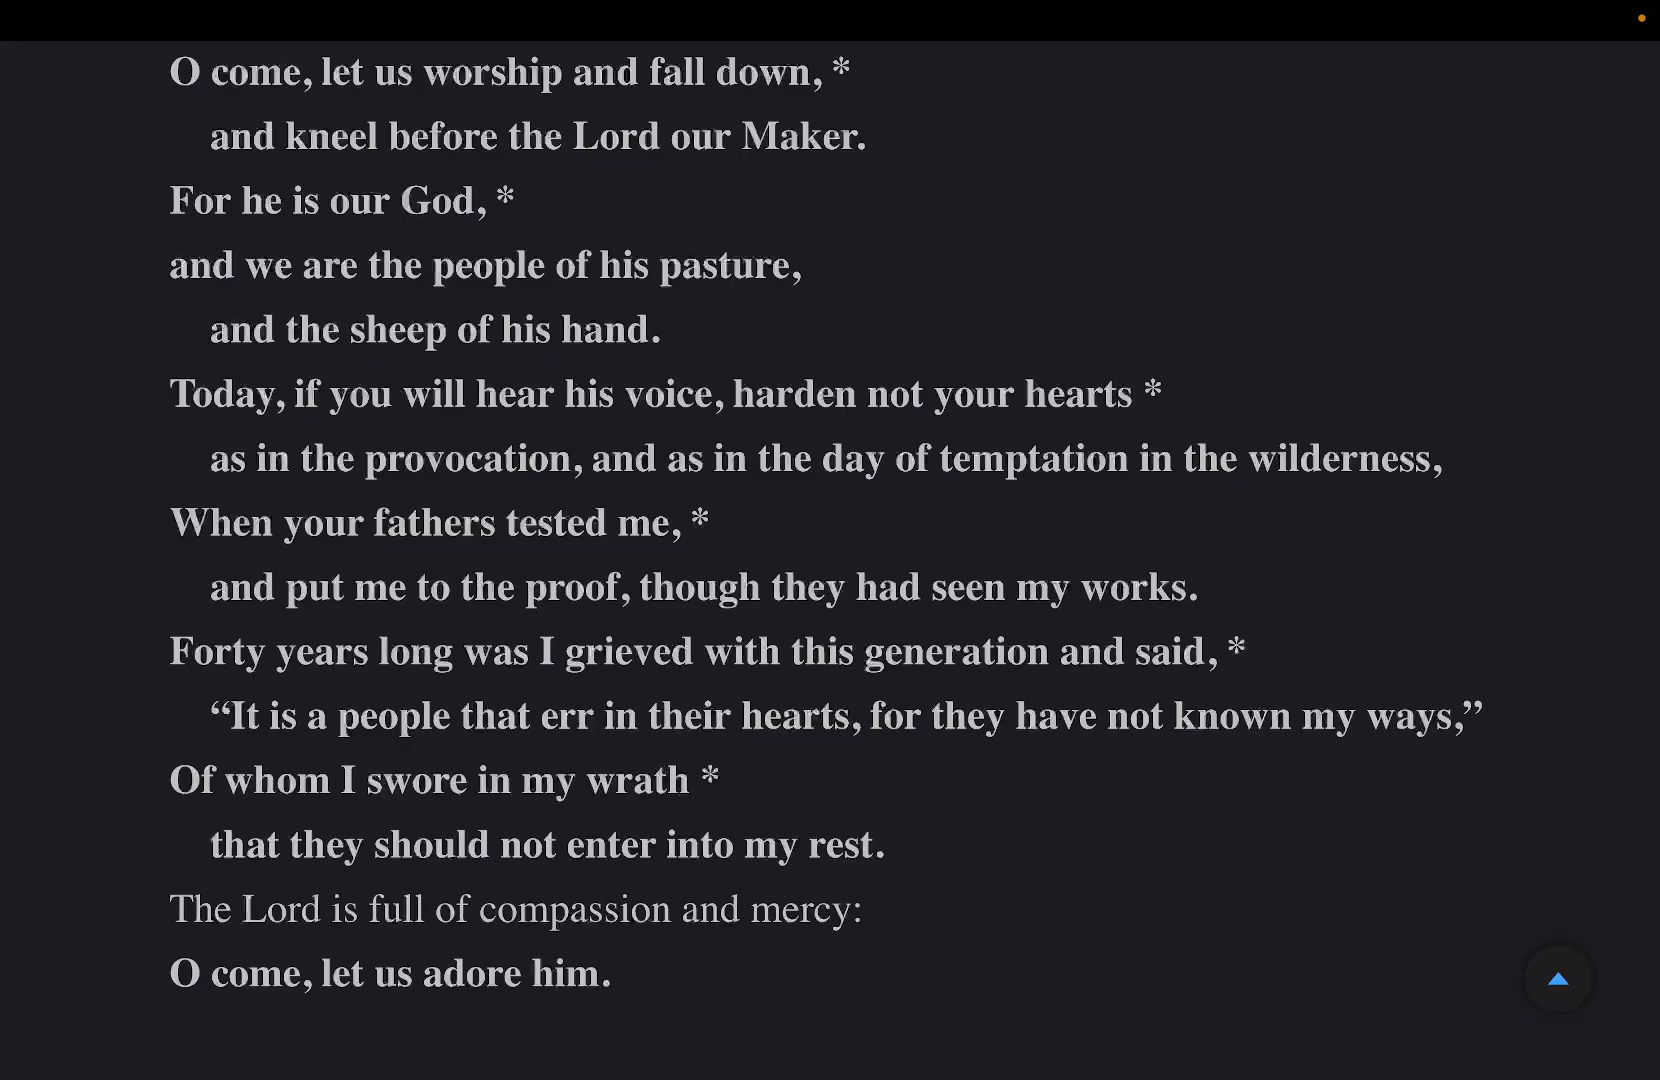 O come, let us worship and fall down, *
and kneel before the Lord our Maker.
For he is our God, *
and we are the people of his pasture,
and the sheep of his hand.
Today, if you will hear his voice, harden not your hearts *
as in the provocation, and as in the day of temptation in the wilderness,
When your fathers tested me, *
and put me to the proof, though they had seen my works.
Forty years long was I grieved with this generation and said, *
“It is a people that err in their hearts, for they have not known my ways,”
Of whom I swore in my wrath *
that they should not enter into my rest.
The Lord is full of compassion and mercy:
O come, let us adore him.